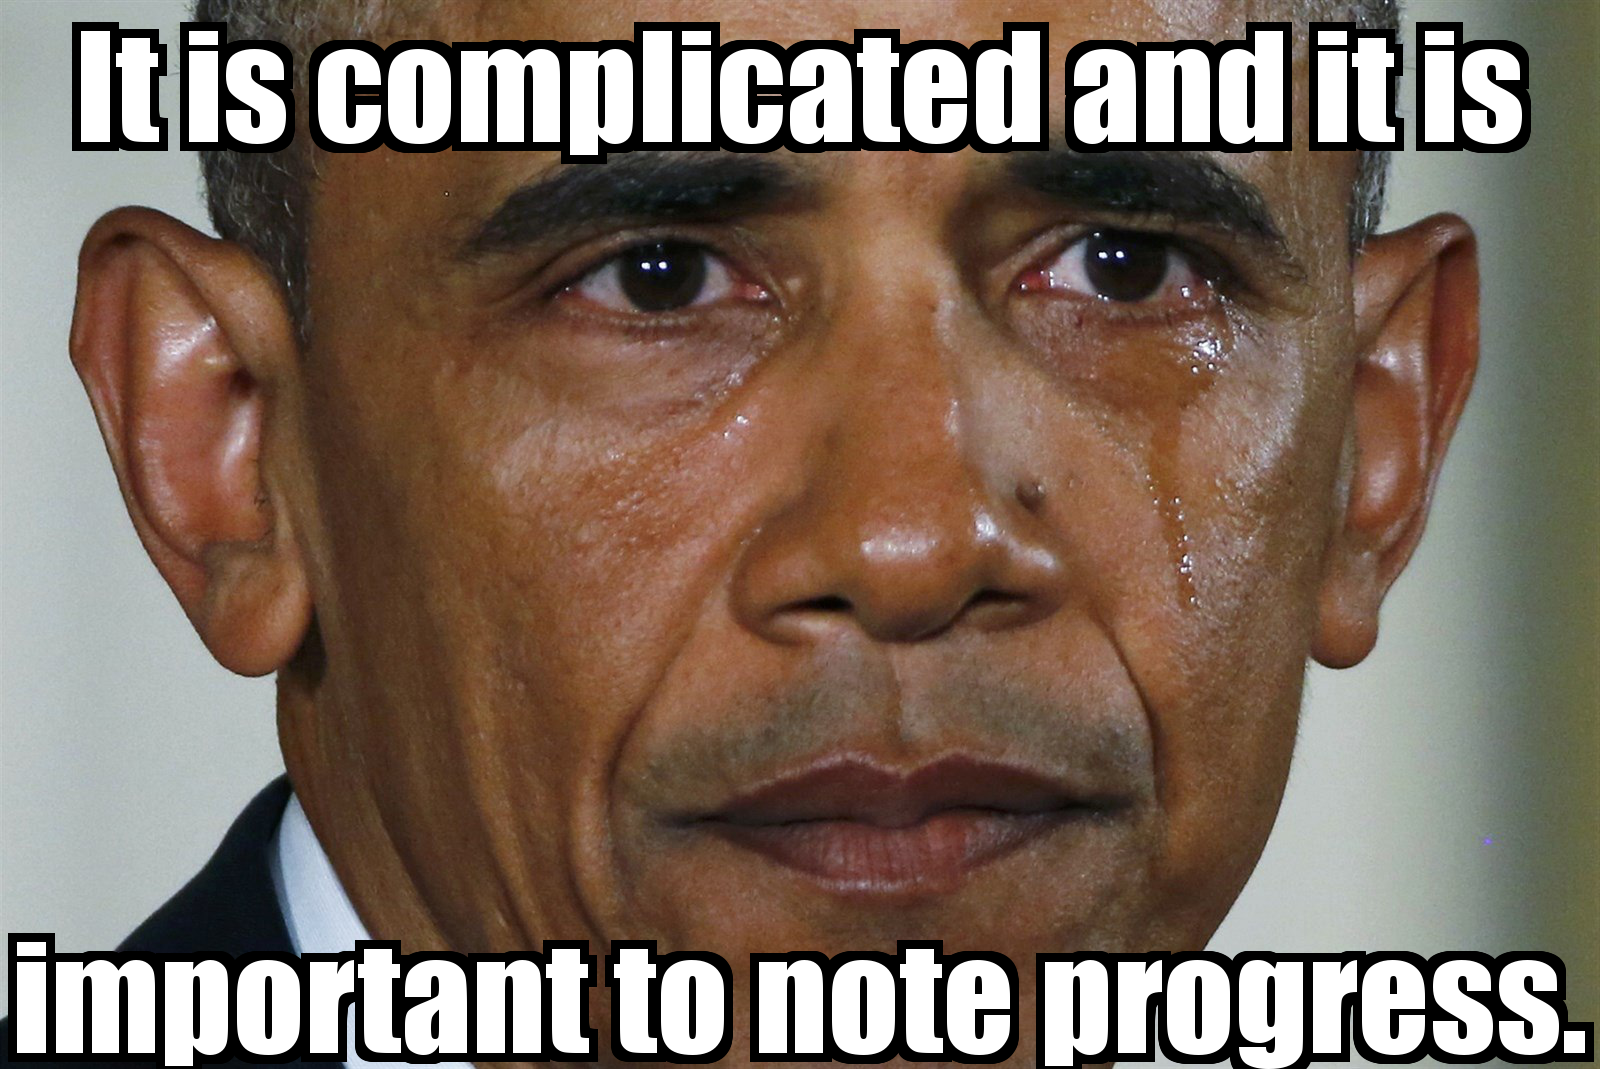 It is complicated and it is
important to note progress.